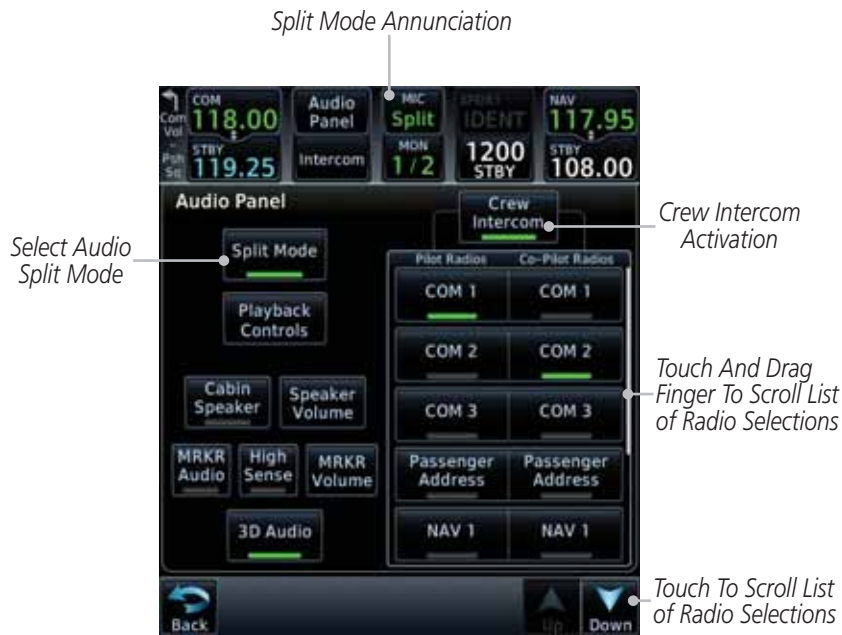 Split Mode Annunciation
COM
118.00
Com
Vol
-
Psh
Sq
STBY
119.25
Audio
Panel
Intercom
MIC
Split
MON
1/2
XPDR1
IDENT
1200
STBY
NAV
117.95
STBY
108.00
Audio Panel
Crew
Intercom
Crew Intercom
Activation
Select Audio
Split Mode
Split Mode
Playback
Controls
Cabin
Speaker
Speaker
Volume
MRKR
Audio
High
Sense
MRKR
Volume
3D Audio
Pilot Radios
Co-Pilot Radios
COM 1
COM 1
COM 2
COM 2
COM 3
COM 3
Passenger
Address
Passenger
Address
NAV 1
NAV 1
Touch And Drag
Finger To Scroll List
of Radio Selections
Back
Up
Down
Touch To Scroll List
of Radio Selections